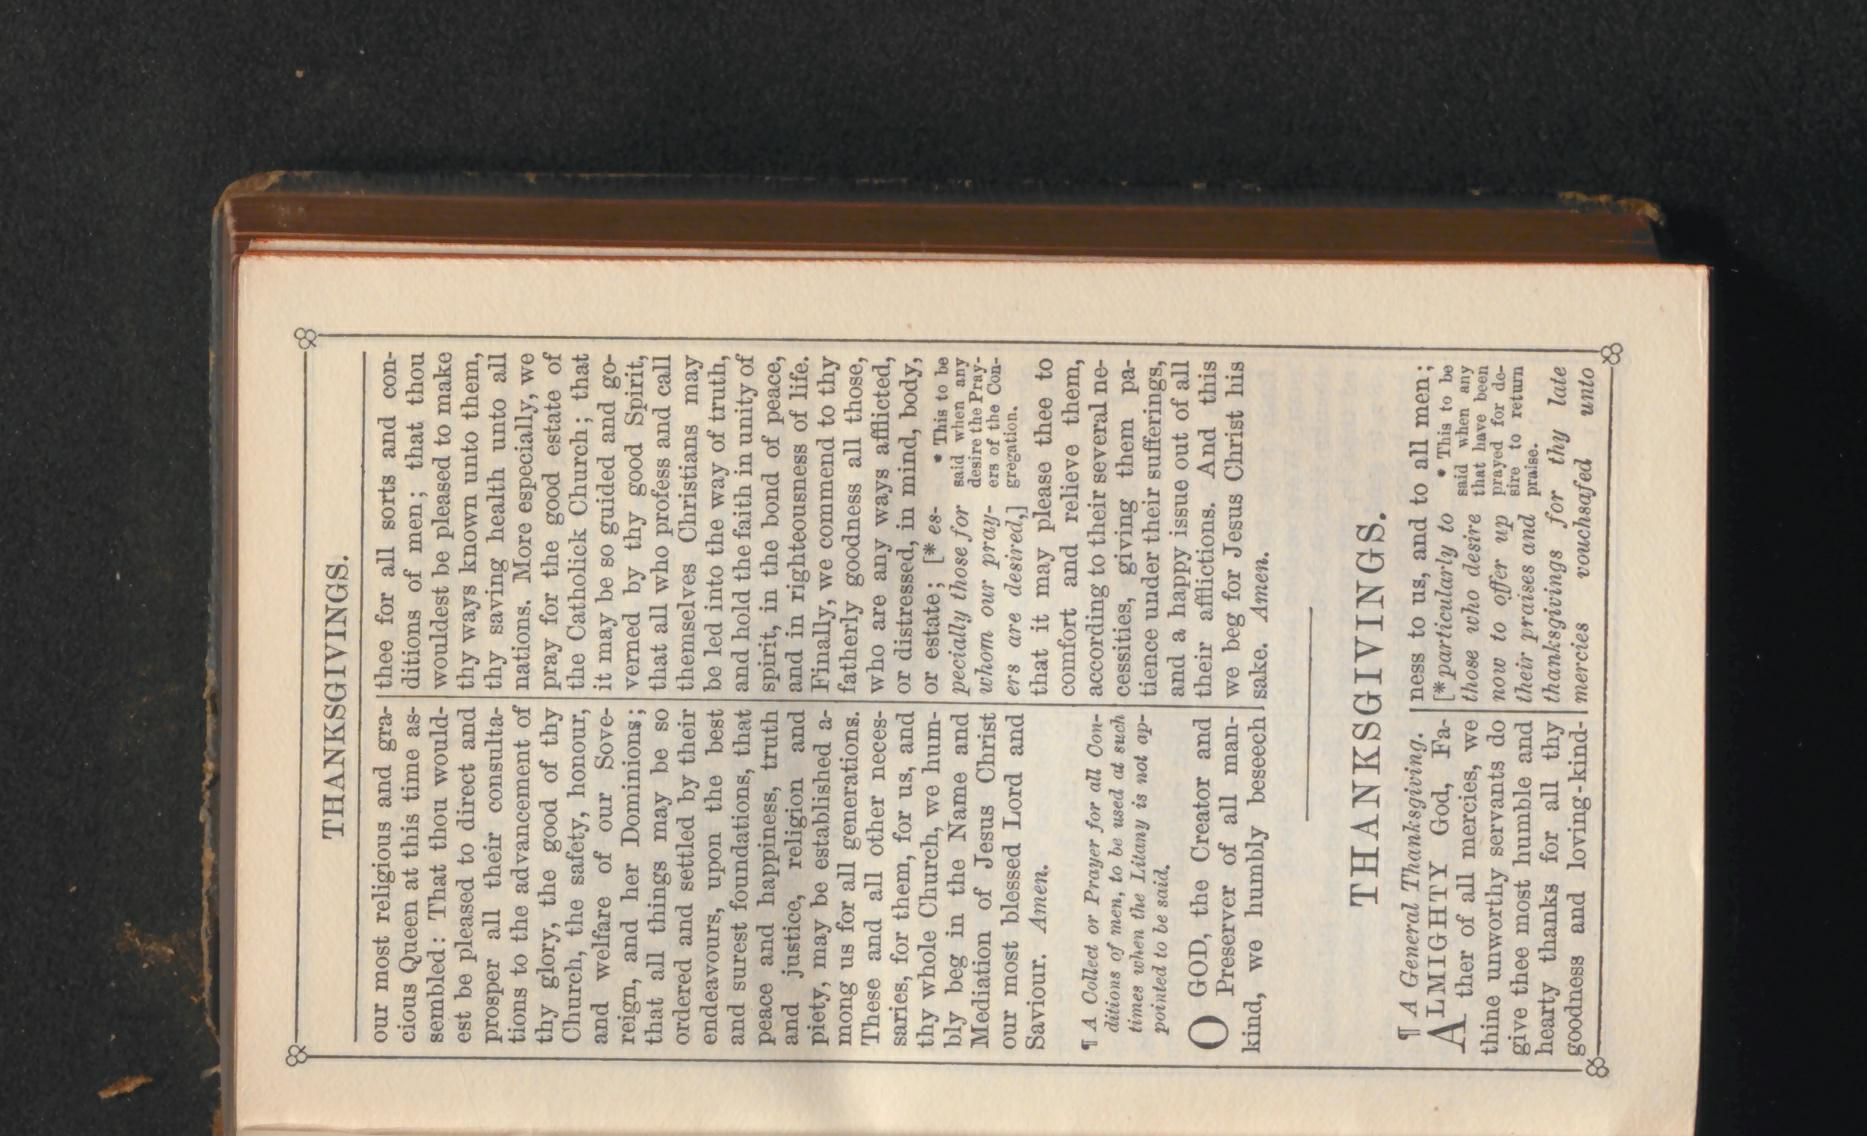 THANKSGIVINGS.
our most religious and gra-
cious Queen at this time as-
sembled: That thou would-
est be pleased to direct and
prosper all their consulta-
tions to the advancement of
thy glory, the good of thy
Church, the safety, honour,
and welfare of our Sove-
reign, and her Dominions;
that all things may be so
ordered and settled by their
endeavours, upon the best
and surest foundations, that
peace and happiness, truth
and justice, religion and
piety, may be established a-
mong us for all generations.
These and all other neces-
saries, for them, for us, and
thy whole Church, we hum-
bly beg in the Name and
Mediation of Jesus Christ
our most blessed Lord and
Saviour. Amen.
¶ A Collect or Prayer for all Con-
ditions of men, to be used at such
times when the Litany is not ap-
pointed to be said.
O GOD, the Creator and
Preserver of all man-
kind, we humbly beseech
thee for all sorts and con-
ditions of men; that thou
wouldest be pleased to make
thy ways known unto them,
thy saving health unto all
nations. More especially, we
pray for the good estate of
the Catholick Church; that
it may be so guided and go-
verned by thy good Spirit,
that all who profess and call
themselves Christians may
be led into the way of truth,
and hold the faith in unity of
spirit, in the bond of peace,
and in righteousness of life.
Finally, we commend to thy
fatherly goodness all those,
who are any ways afflicted,
or distressed, in mind, body,
or estate; [* es-
pecially those for
whom our pray-
ers are desired,]
* This to be
said when any
desire the Pray-
ers of the Con-
gregation.
that it may please thee to
comfort and relieve them,
according to their several ne-
cessities, giving them pa-
tience under their sufferings,
and a happy issue out of all
their afflictions. And this
we beg for Jesus Christ his
sake. Amen.
THANKSGIVINGS.
¶ A General Thanksgiving.
ALMIGHTY God, Fa-
ther of all mercies, we
thine unworthy servants do
give thee most humble and
hearty thanks for all thy
goodness and loving-kind-
ness to us, and to all men;
[*particularly to
those who desire
now to offer up
their praises and
* This to be
said when any
that have been
prayed for de-
sire to return
praise.
thanksgivings for thy late
mercies vouchsafed unto